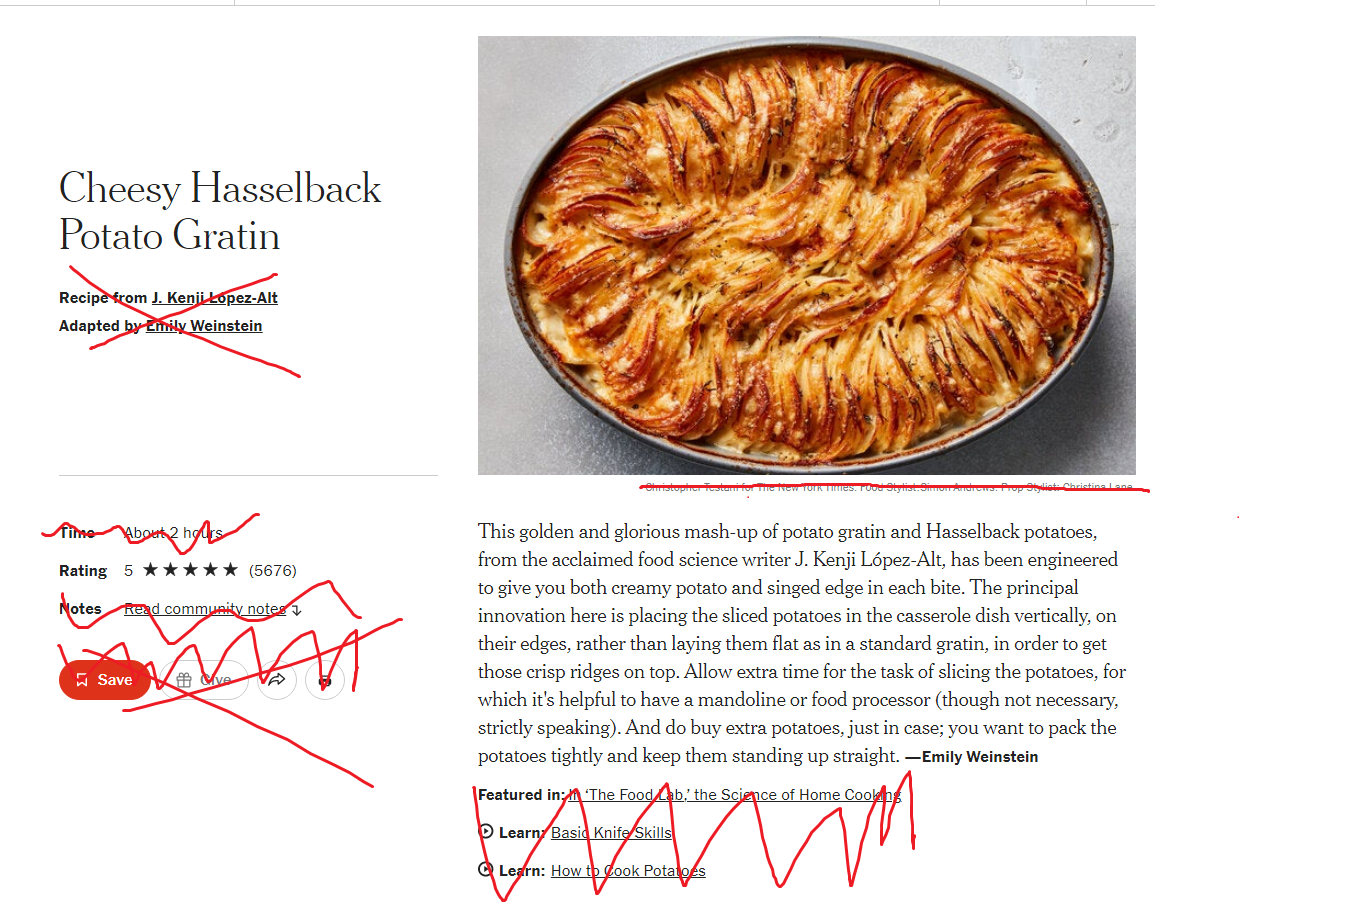 Cheesy Hasselback
Potato Gratin
Recipe from J. Kenji López-Alt
Adapted by Emily Weinstein
Christopher Testani for The New York Times. Food Stylist: Simon Andrews. Prop Stylist: Christina Lane.
Time About 2 hours
Rating 5 ★★★★★ (5676)
Notes Read community notes
Save Give
This golden and glorious mash-up of potato gratin and Hasselback potatoes,
from the acclaimed food science writer J. Kenji López-Alt, has been engineered
to give you both creamy potato and singed edge in each bite. The principal
innovation here is placing the sliced potatoes in the casserole dish vertically, on
their edges, rather than laying them flat as in a standard gratin, in order to get
those crisp ridges on top. Allow extra time for the task of slicing the potatoes, for
which it's helpful to have a mandoline or food processor (though not necessary,
strictly speaking). And do buy extra potatoes, just in case; you want to pack the
potatoes tightly and keep them standing up straight. —Emily Weinstein
Featured in: In ‘The Food Lab,’ the Science of Home Cooking
Learn: Basic Knife Skills
Learn: How to Cook Potatoes